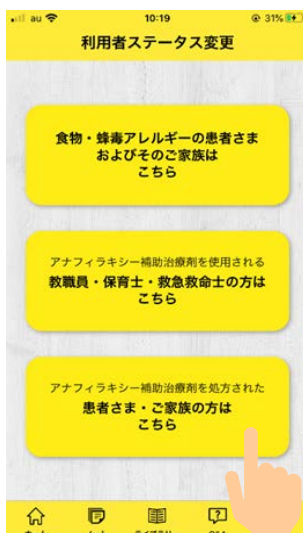 au 10:19 31%
利用者ステータス変更
食物・蜂毒アレルギーの患者さま
およびそのご家族は
こちら
アナフィラキシー補助治療剤を使用される
教職員・保育士・救急救命士の方は
こちら
アナフィラキシー補助治療剤を処方された
患者さま・ご家族の方は
こちら